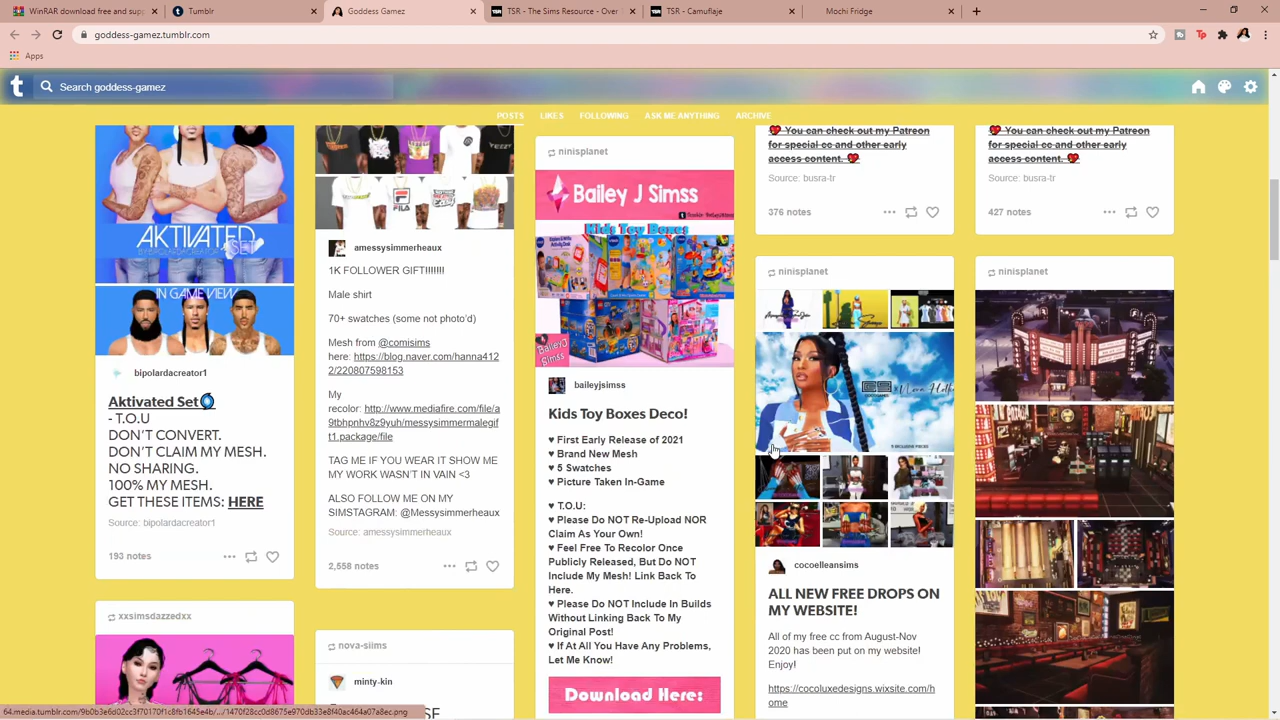 WinRAR download free and supp
Tumblr
Goddess Gamez
TSR - The Sims Resource - Over
TSR - Camuflaje
Mochi Fridag
goddess-gamez.tumblr.com
Apps
Search goddess-gamez
POSTS LIKES FOLLOWING ASK ME ANYTHING ARCHIVE
AKTIVATED
SET
IN GAME VIEW
bipolardacreator1
Aktivated Set
- T.O.U
DON'T CONVERT.
DON'T CLAIM MY MESH.
NO SHARING.
100% MY MESH.
GET THESE ITEMS: HERE
Source: bipolardacreator1
193 notes
xxsimsdazzedxx
FILA
amessysimmerheaux
1K FOLLOWER GIFT!!!!!!!
Male shirt
70+ swatches (some not photo'd)
Mesh from @comisims
here: https://blog.naver.com/hanna412
2/220807598153
My
recolor: http://www.mediafire.com/file/a
9tbhpnhv8z9yuh/messysimmermalegif
t1.package/file
TAG ME IF YOU WEAR IT SHOW ME
MY WORK WASN'T IN VAIN <3
ALSO FOLLOW ME ON MY
SIMSTAGRAM: @Messysimmerheaux
Source: amessysimmerheaux
2,558 notes
nova-siims
minty-kin
ninisplanet
Bailey J Simss
Kids Toy Boxes
BaileyJ
Simss
baileyjsimss
Kids Toy Boxes Deco!
♥ First Early Release of 2021
♥ Brand New Mesh
♥ 5 Swatches
♥ Picture Taken In-Game
♥ T.O.U:
♥ Please Do NOT Re-Upload NOR
Claim As Your Own!
♥ Feel Free To Recolor Once
Publicly Released, But Do NOT
Include My Mesh! Link Back To
Here.
♥ Please Do NOT Include In Builds
Without Linking Back To My
Original Post!
♥ If At All You Have Any Problems,
Let Me Know!
Download Here:
You can check out my Patreon
for special cc and other early
access content.
Source: busra-tr
376 notes
ninisplanet
cocoelleansims
ALL NEW FREE DROPS ON
MY WEBSITE!
All of my free cc from August-Nov
2020 has been put on my website!
Enjoy!
https://cocoluxedesigns.wixsite.com/h
ome
You can check out my Patreon
for special cc and other early
access content.
Source: busra-tr
427 notes
ninisplanet